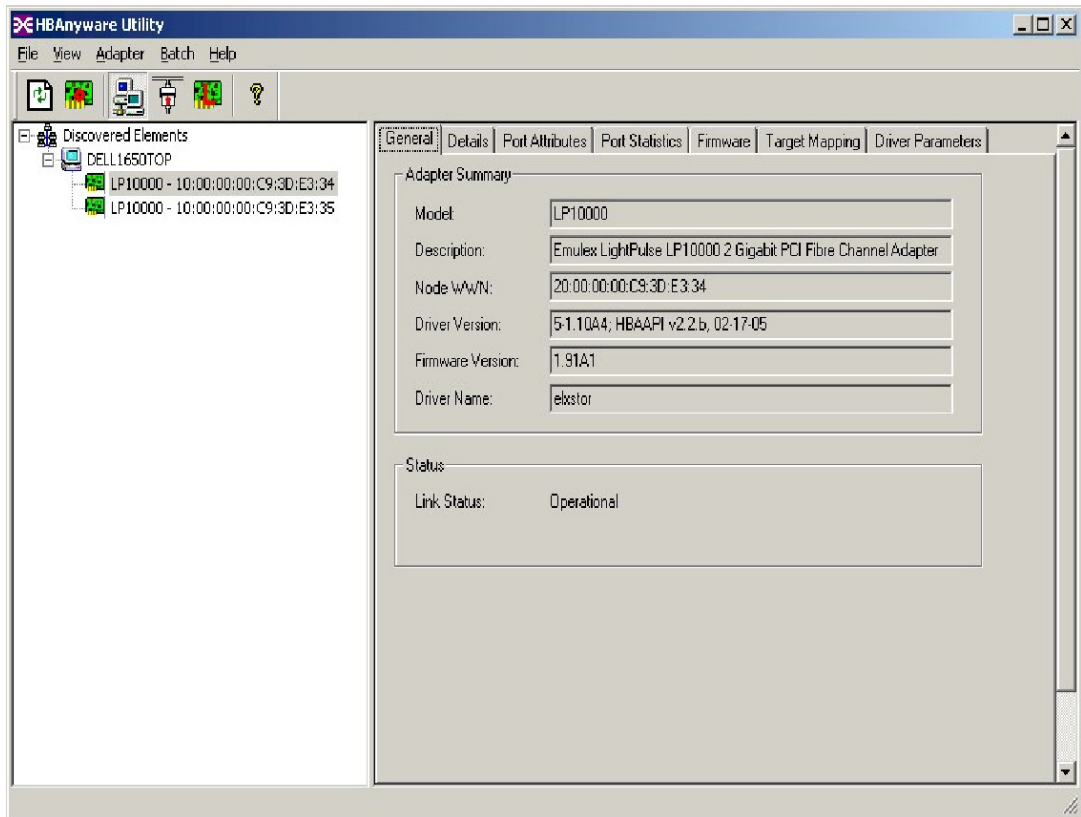 HBAnyware Utility
File View Adapter Batch Help
Discovered Elements
DELL1650TOP
LP10000 - 10:00:00:00:C9:3D:E3:34
LP10000 - 10:00:00:00:C9:3D:E3:35
General Details Port Attributes Port Statistics Firmware Target Mapping Driver Parameters
Adapter Summary
Model: LP10000
Description: Emulex LightPulse LP10000 2 Gigabit PCI Fibre Channel Adapter
Node WWN: 20:00:00:00:C9:3D:E3:34
Driver Version: 5-1.10A4; HBAAPI v2.2.b, 02-17-05
Firmware Version: 1.91A1
Driver Name: elxstor
Status
Link Status: Operational